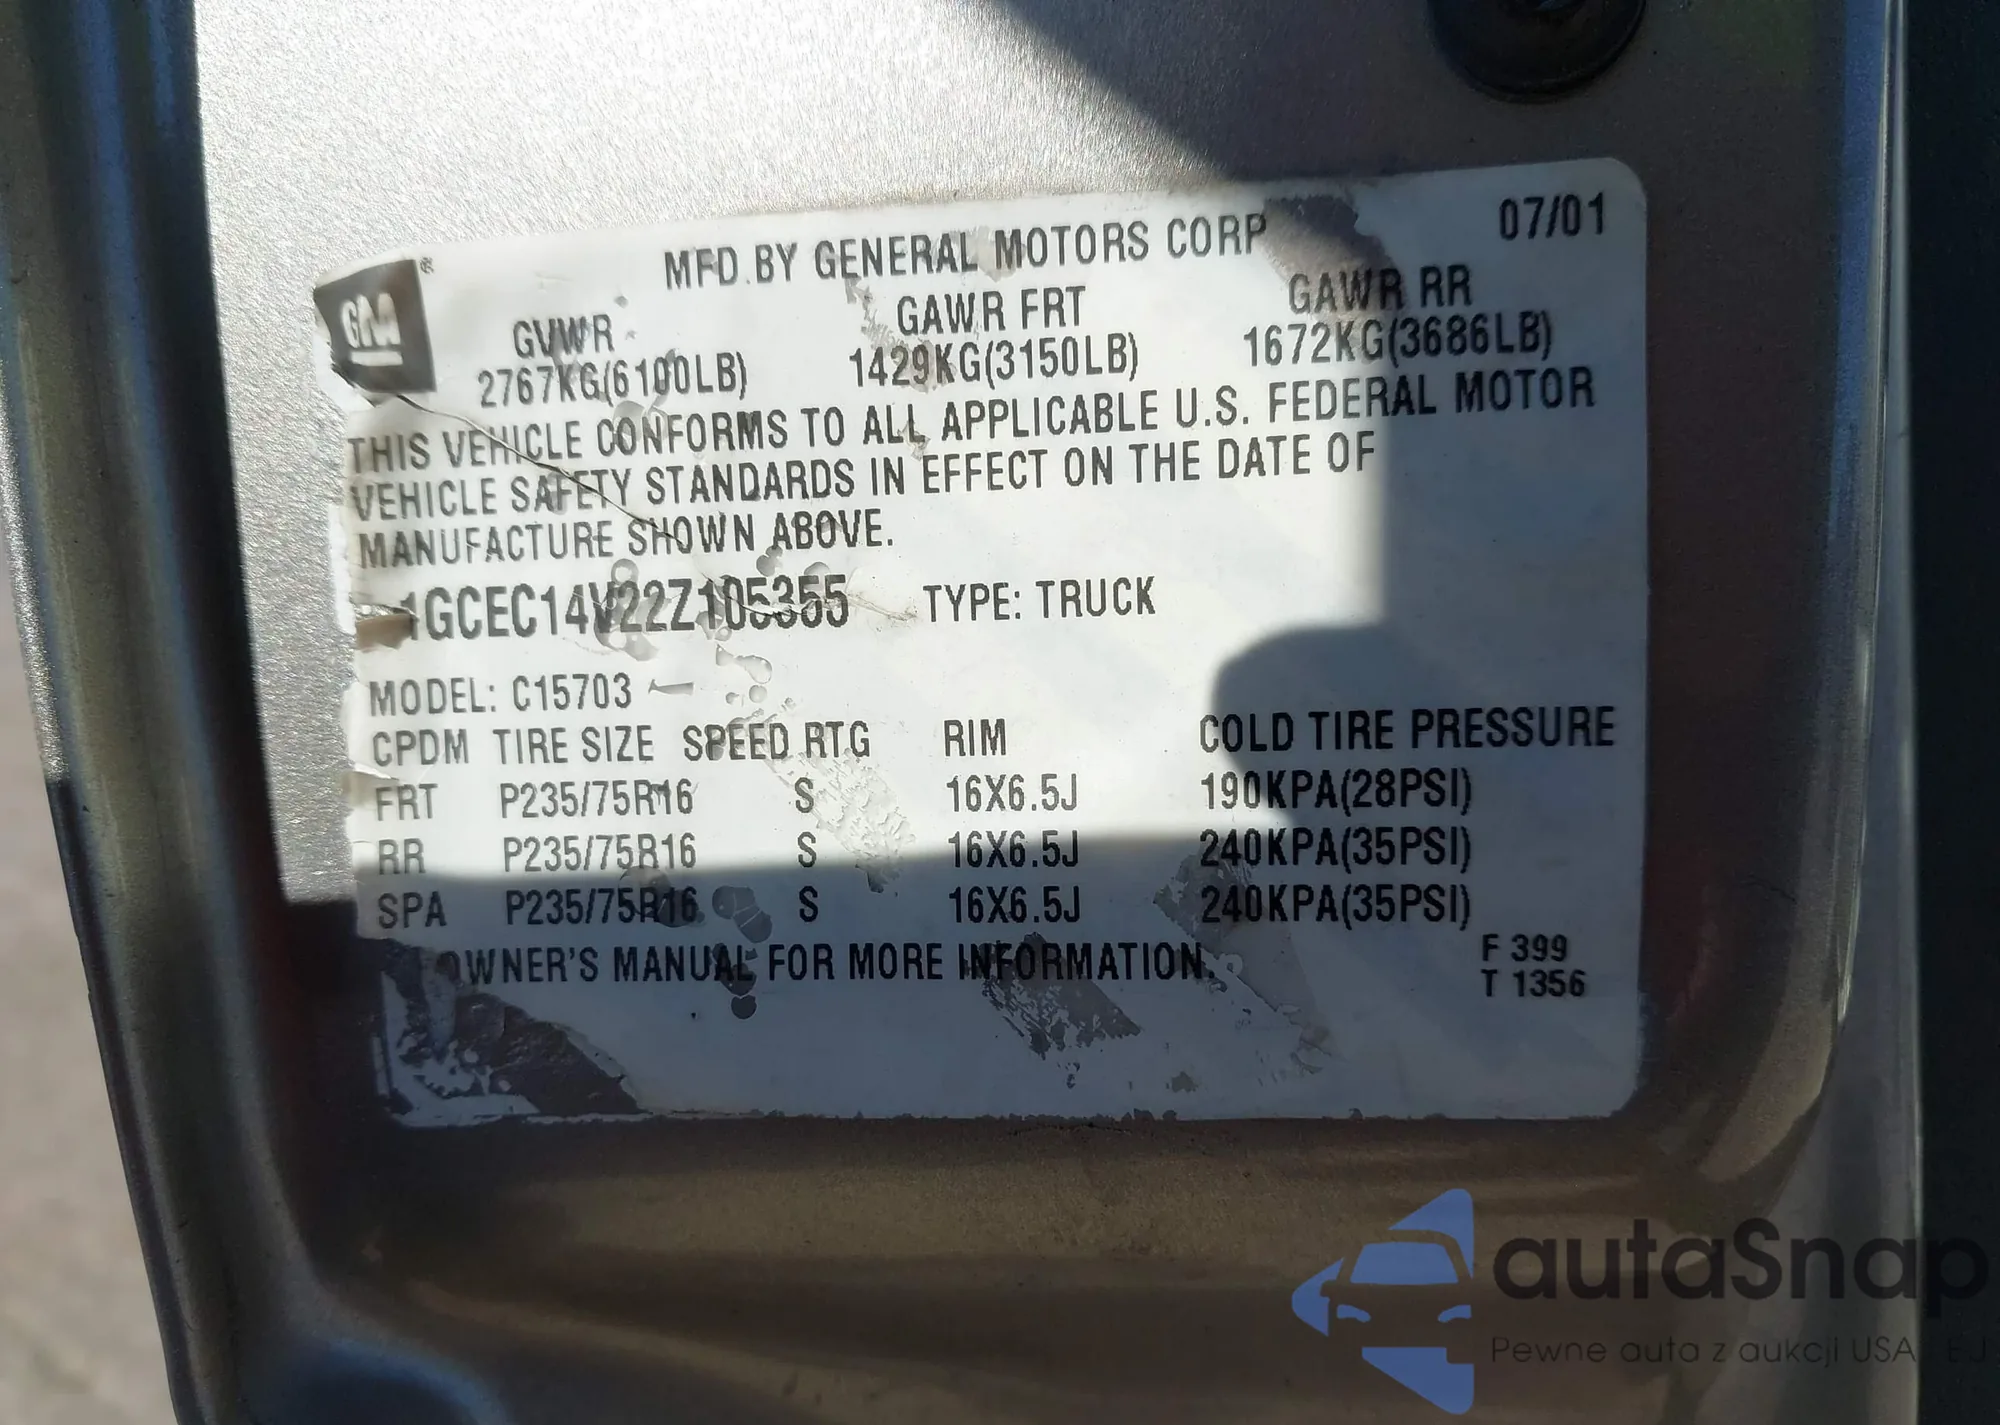 07/01
MFD.BY GENERAL MOTORS CORP
GM®
GVWR GAWR FRT GAWR RR
2767KG(6100LB) 1429KG(3150LB) 1672KG(3686LB)
THIS VEHICLE CONFORMS TO ALL APPLICABLE U.S. FEDERAL MOTOR
VEHICLE SAFETY STANDARDS IN EFFECT ON THE DATE OF
MANUFACTURE SHOWN ABOVE.
1GCEC14V22Z105355 TYPE: TRUCK
MODEL: C15703
CPDM TIRE SIZE SPEED RTG RIM COLD TIRE PRESSURE
FRT P235/75R16 S 16X6.5J 190KPA(28PSI)
RR P235/75R16 S 16X6.5J 240KPA(35PSI)
SPA P235/75R16 S 16X6.5J 240KPA(35PSI)
OWNER'S MANUAL FOR MORE INFORMATION.
F 399
T 1356
autaSnap
Pewne auta z aukcji USA / EU